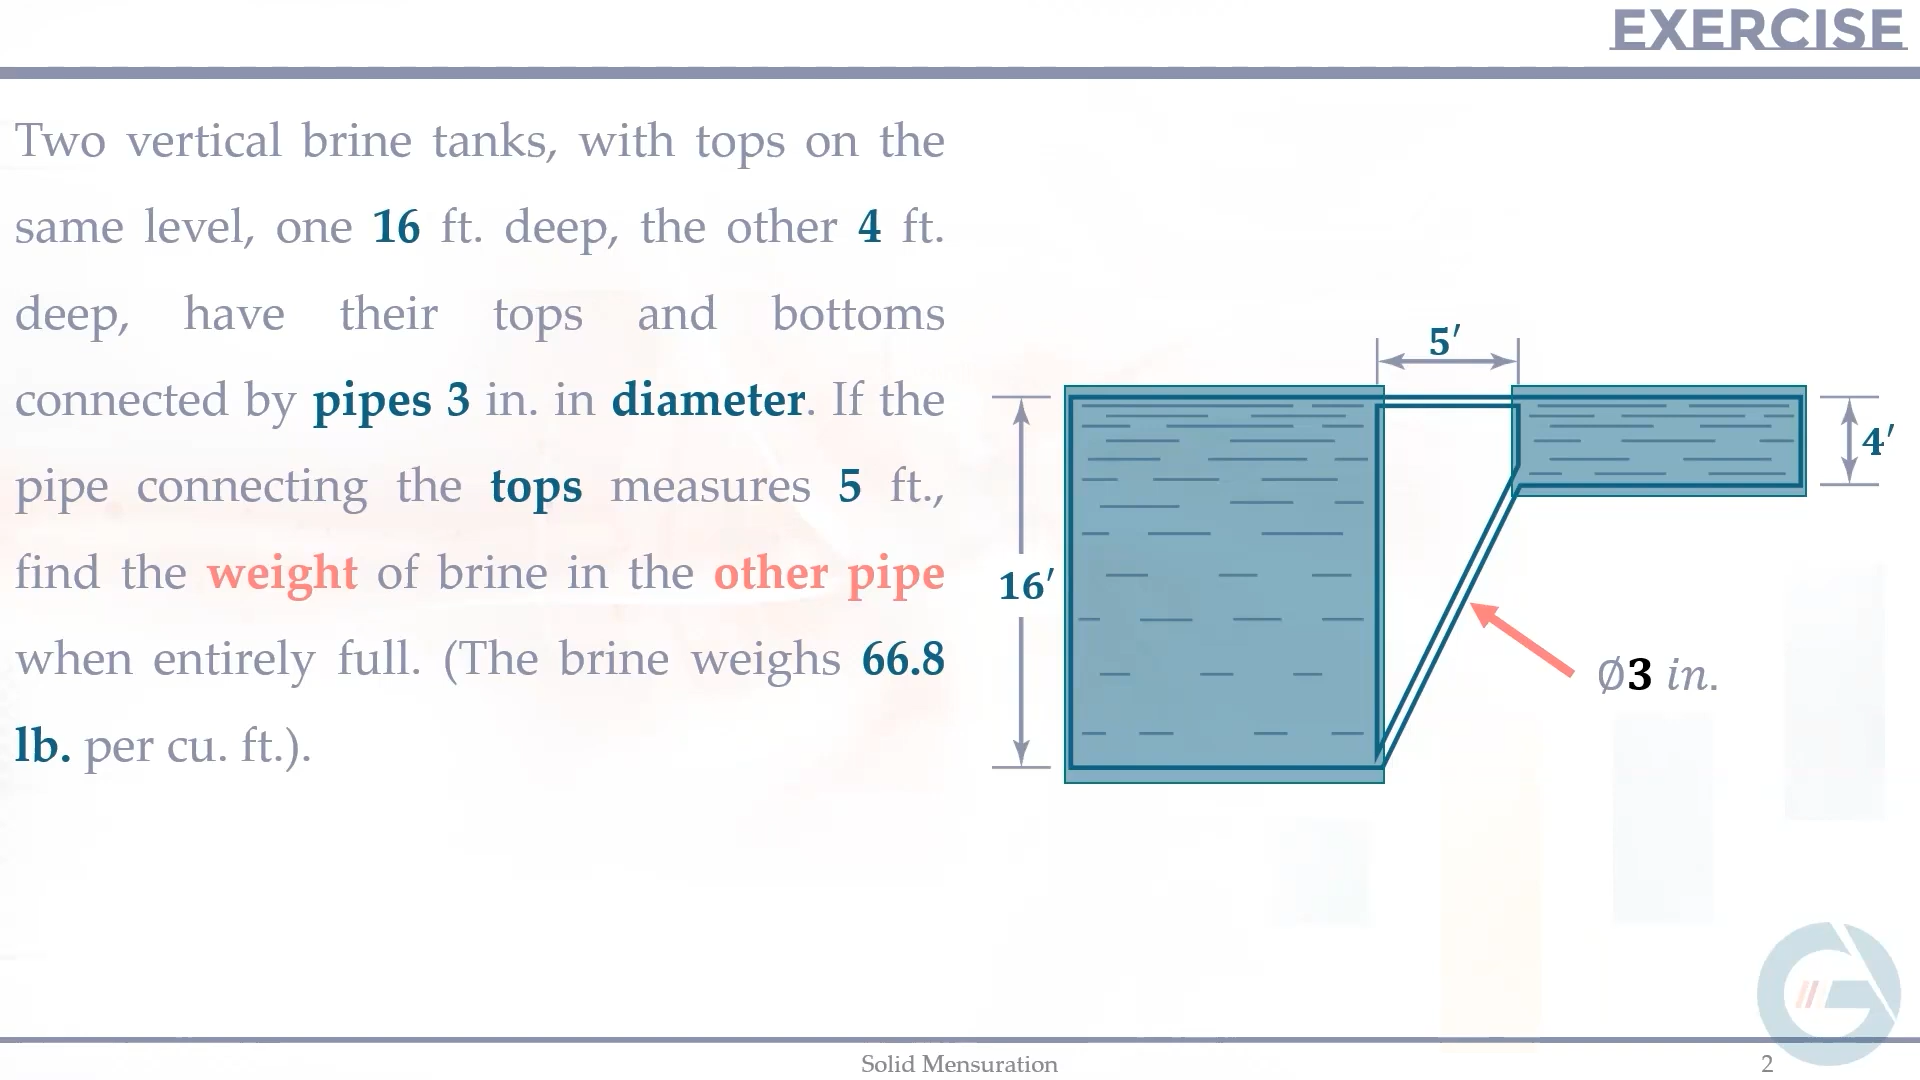 EXERCISE
Two vertical brine tanks, with tops on the
same level, one 16 ft. deep, the other 4 ft.
deep, have their tops and bottoms
connected by pipes 3 in. in diameter. If the
pipe connecting the tops measures 5 ft.,
find the weight of brine in the other pipe
when entirely full. (The brine weighs 66.8
lb. per cu. ft.).
5′
4′
16′
∅3 in.
Solid Mensuration
2